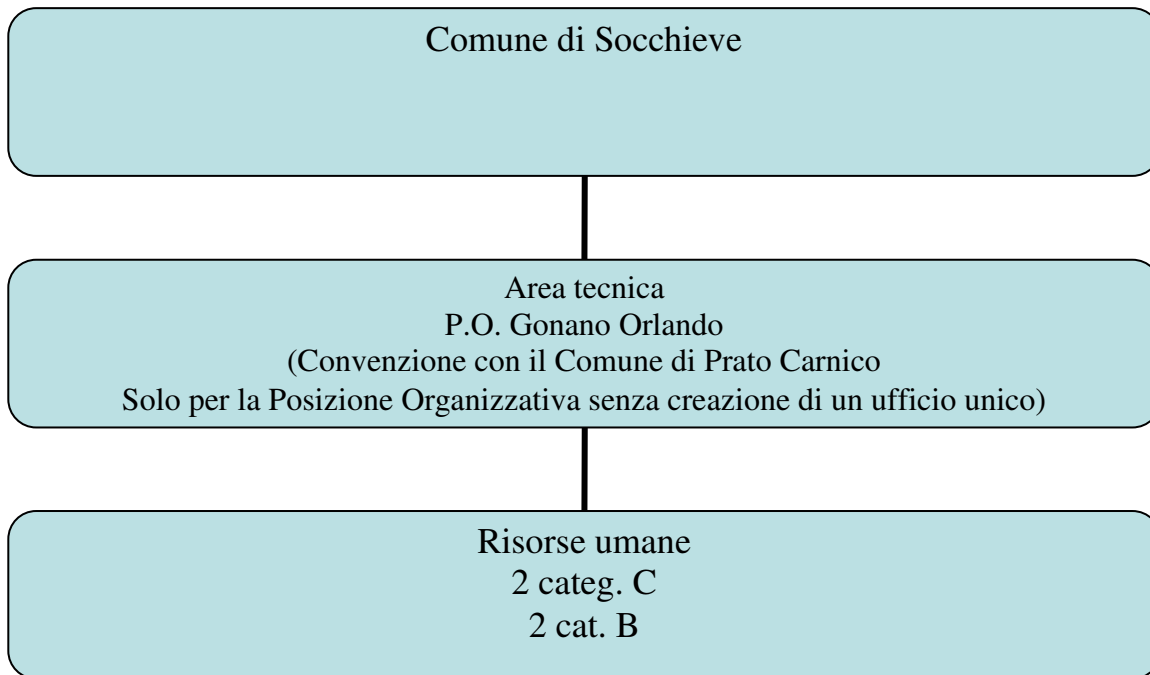 Comune di Socchieve
Area tecnica
P.O. Gonano Orlando
(Convenzione con il Comune di Prato Carnico
Solo per la Posizione Organizzativa senza creazione di un ufficio unico)
Risorse umane
2 categ. C
2 cat. B